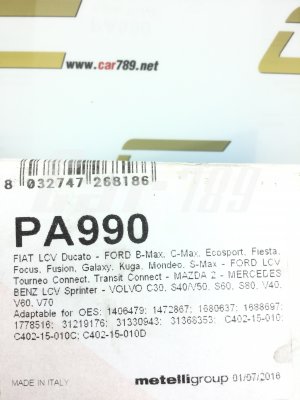 www.car789.net
8 032747 268186
PA990
FIAT LCV Ducato - FORD B-Max, C-Max, Ecosport, Fiesta,
Focus, Fusion, Galaxy, Kuga, Mondeo, S-Max - FORD LCV
Tourneo Connect, Transit Connect - MAZDA 2 - MERCEDES
BENZ LCV Sprinter - VOLVO C30, S40/V50, S60, S80, V40,
V60, V70
Adaptable for OES: 1406479; 1472867; 1680637; 1698697;
1778516; 31219176; 31330943; 31368353; C402-15-010;
C402-15-010C; C402-15-010D
MADE IN ITALY
metelligroup 01/07/2016